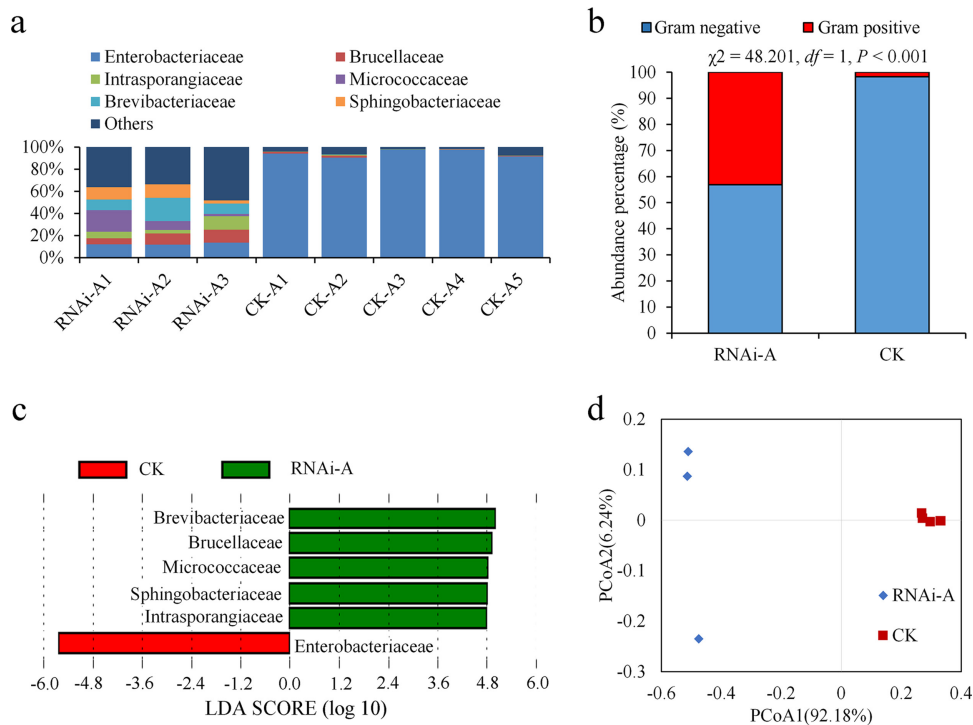 a
Enterobacteriaceae
Brucellaceae
Intrasporangiaceae
Micrococcaceae
Brevibacteriaceae
Sphingobacteriaceae
Others
100%
80%
60%
40%
20%
0%
RNAi-A1
RNAi-A2
RNAi-A3
CK-A1
CK-A2
CK-A3
CK-A4
CK-A5
b
Gram negative
Gram positive
χ2 = 48.201, df = 1, P < 0.001
Abundance percentage (%)
100
90
80
70
60
50
40
30
20
10
0
RNAi-A
CK
c
CK
RNAi-A
Brevibacteriaceae
Brucellaceae
Micrococcaceae
Sphingobacteriaceae
Intrasporangiaceae
Enterobacteriaceae
-6.0 -4.8 -3.6 -2.4 -1.2 0.0 1.2 2.4 3.6 4.8 6.0
LDA SCORE (log 10)
d
PCoA2(6.24%)
0.2
0.1
0
-0.1
-0.2
-0.3
RNAi-A
CK
-0.6 -0.4 -0.2 0 0.2 0.4
PCoA1(92.18%)